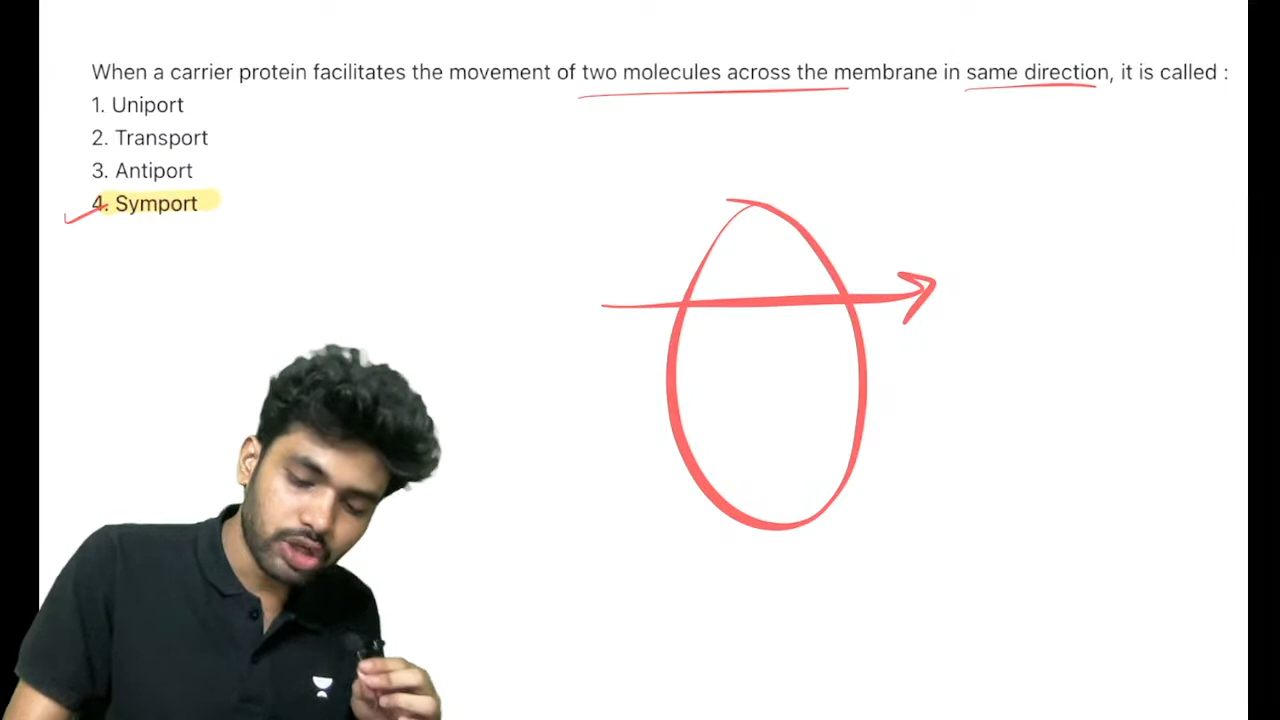 When a carrier protein facilitates the movement of two molecules across the membrane in same direction, it is called :
1. Uniport
2. Transport
3. Antiport
4. Symport